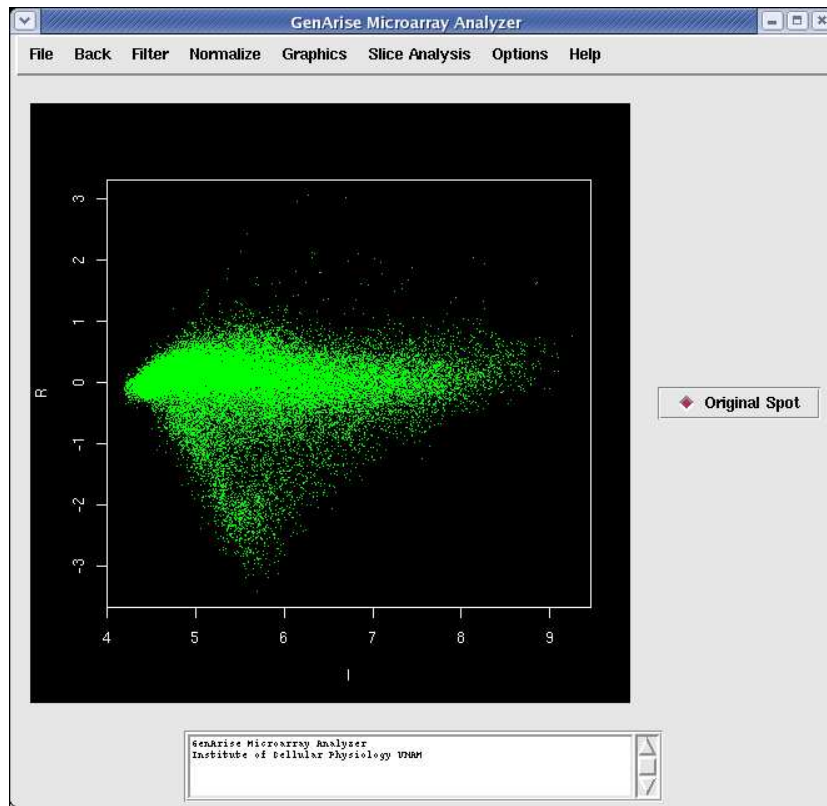 GenArise Microarray Analyzer
File Back Filter Normalize Graphics Slice Analysis Options Help
3
2
1
0
-1
-2
-3
R
4 5 6 7 8 9
I
Original Spot
GenArise Microarray Analyzer
Institute of Cellular Physiology UNAM